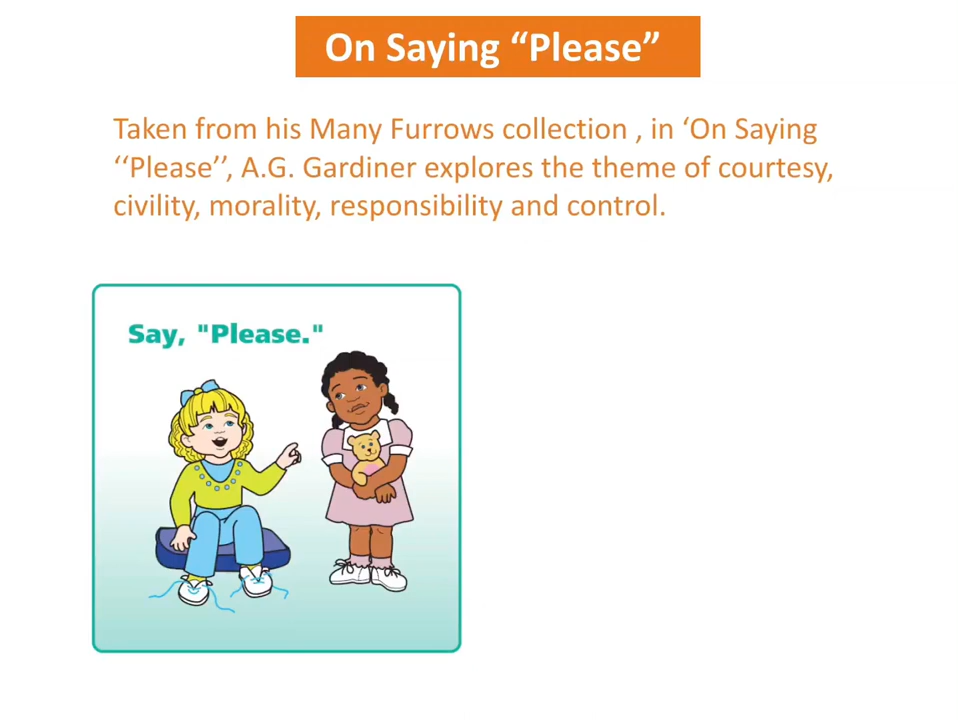 On Saying “Please”
Taken from his Many Furrows collection , in ‘On Saying
‘‘Please’’, A.G. Gardiner explores the theme of courtesy,
civility, morality, responsibility and control.
Say, "Please."